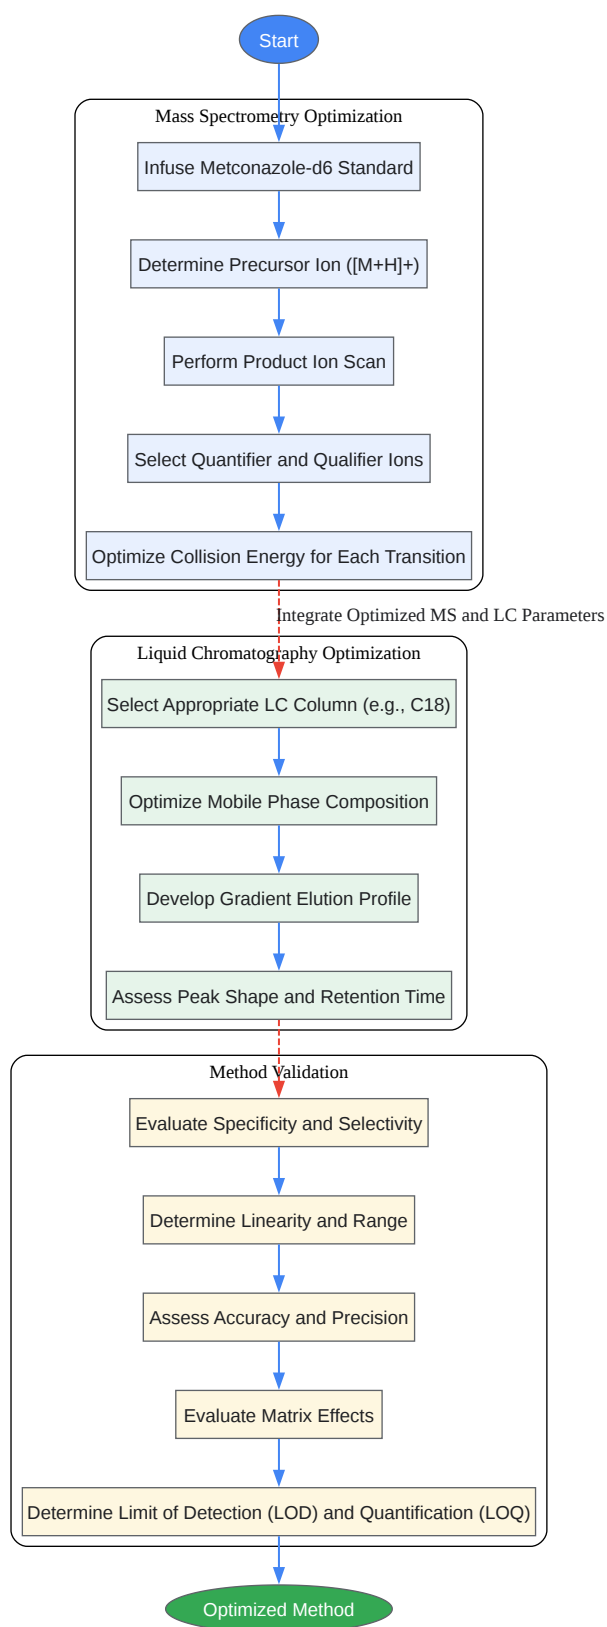 Start
Mass Spectrometry Optimization
Infuse Metconazole-d6 Standard
Determine Precursor Ion ([M+H]+)
Perform Product Ion Scan
Select Quantifier and Qualifier Ions
Optimize Collision Energy for Each Transition
Integrate Optimized MS and LC Parameters
Liquid Chromatography Optimization
Select Appropriate LC Column (e.g., C18)
Optimize Mobile Phase Composition
Develop Gradient Elution Profile
Assess Peak Shape and Retention Time
Method Validation
Evaluate Specificity and Selectivity
Determine Linearity and Range
Assess Accuracy and Precision
Evaluate Matrix Effects
Determine Limit of Detection (LOD) and Quantification (LOQ)
Optimized Method